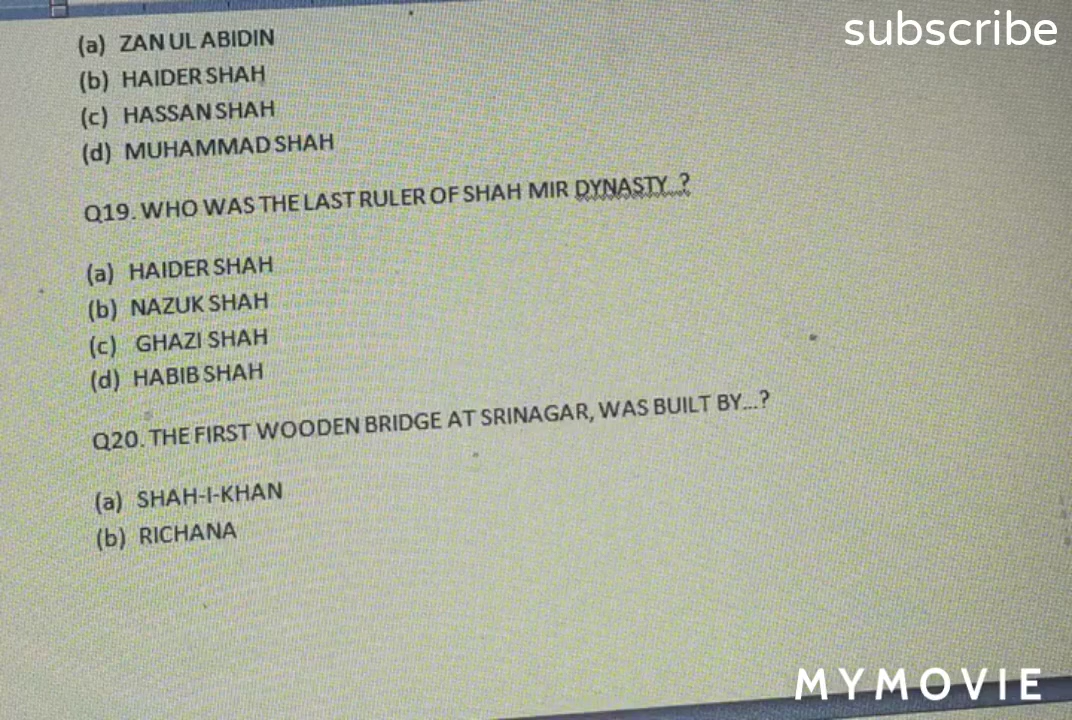 subscribe
(a) ZAN UL ABIDIN
(b) HAIDER SHAH
(c) HASSAN SHAH
(d) MUHAMMAD SHAH
Q19. WHO WAS THE LAST RULER OF SHAH MIR DYNASTY..?
(a) HAIDER SHAH
(b) NAZUK SHAH
(c) GHAZI SHAH
(d) HABIB SHAH
Q20. THE FIRST WOODEN BRIDGE AT SRINAGAR, WAS BUILT BY...?
(a) SHAH-I-KHAN
(b) RICHANA
MYMOVIE